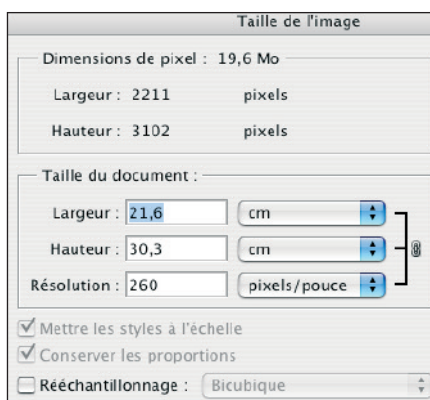 Taille de l'image
Dimensions de pixel : 19,6 Mo
Largeur : 2211 pixels
Hauteur : 3102 pixels
Taille du document :
Largeur : 21,6 cm
Hauteur : 30,3 cm
Résolution : 260 pixels/pouce
Mettre les styles à l'échelle
Conserver les proportions
Rééchantillonnage : Bicubique